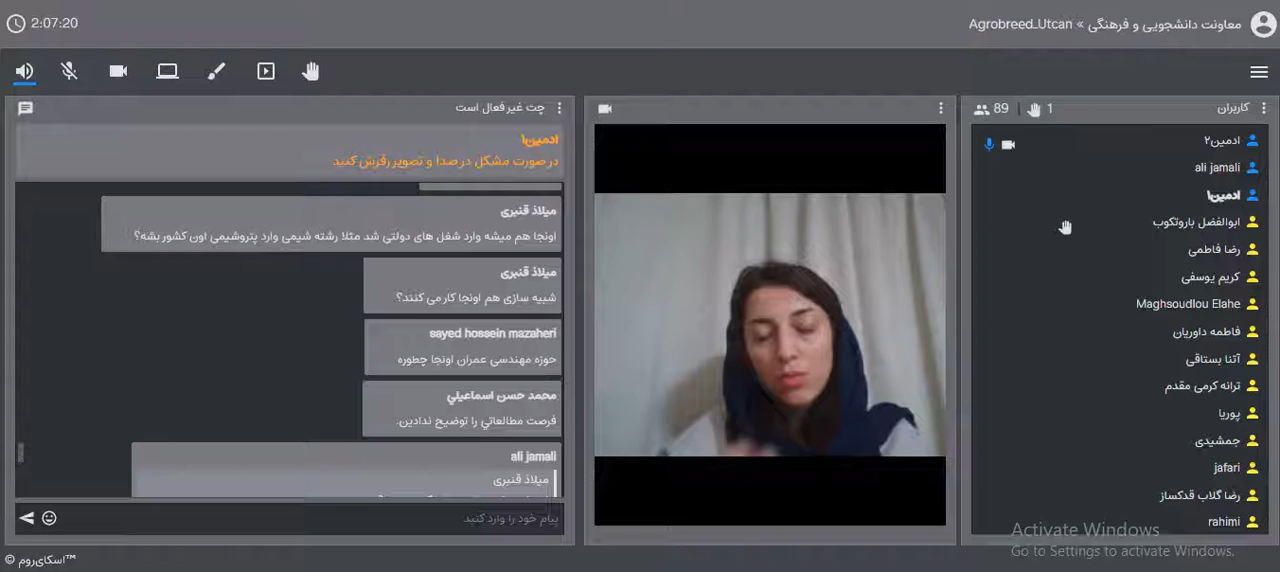 2:07:20
معاونت دانشجویی و فرهنگی » Agrobreed_Utcan
چت غیر فعال است
ادمین۱
در صورت مشکل در صدا و تصویر رفرش کنید
میلاد قنبری
اونجا هم میشه وارد شغل های دولتی شد مثلا رشته شیمی وارد پتروشیمی اون کشور بشه؟
میلاد قنبری
شبیه سازی هم اونجا کار می کنند؟
sayed hossein mazaheri
حوزه مهندسی عمران اونجا چطوره
محمد حسن اسماعيلي
فرصت مطالعاتي را توضيح ندادين.
ali jamali
میلاد قنبری
پیام خود را وارد کنید
© اسکای‌روم™
89
1
کاربران
ادمین۲
ali jamali
ادمین۱
ابوالفضل باروتکوب
رضا فاطمی
کریم یوسفی
Maghsoudlou Elahe
فاطمه داوریان
آتنا بستاقی
ترانه کرمی مقدم
پوریا
جمشیدی
jafari
رضا گلاب قدکساز
rahimi
Activate Windows
Go to Settings to activate Windows.